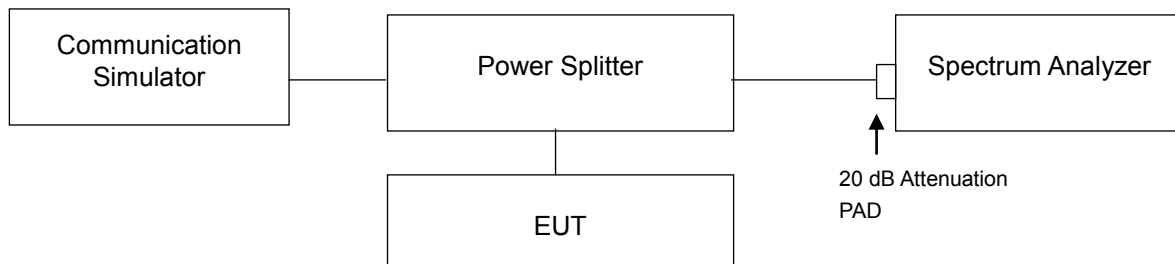 Communication
Simulator
Power Splitter
Spectrum Analyzer
20 dB Attenuation
PAD
EUT